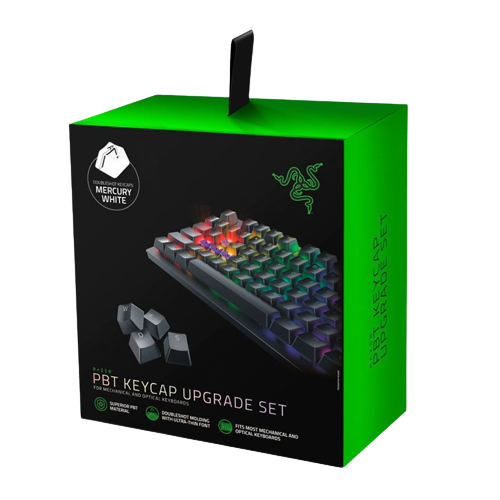 DOUBLESHOT KEYCAPS
MERCURY
WHITE
RAZER
PBT KEYCAP UPGRADE SET
FOR MECHANICAL AND OPTICAL KEYBOARDS
SUPERIOR PBT
MATERIAL
DOUBLESHOT MOLDING
WITH ULTRA-THIN FONT
FITS MOST MECHANICAL AND
OPTICAL KEYBOARDS
PBT KEYCAP
UPGRADE SET